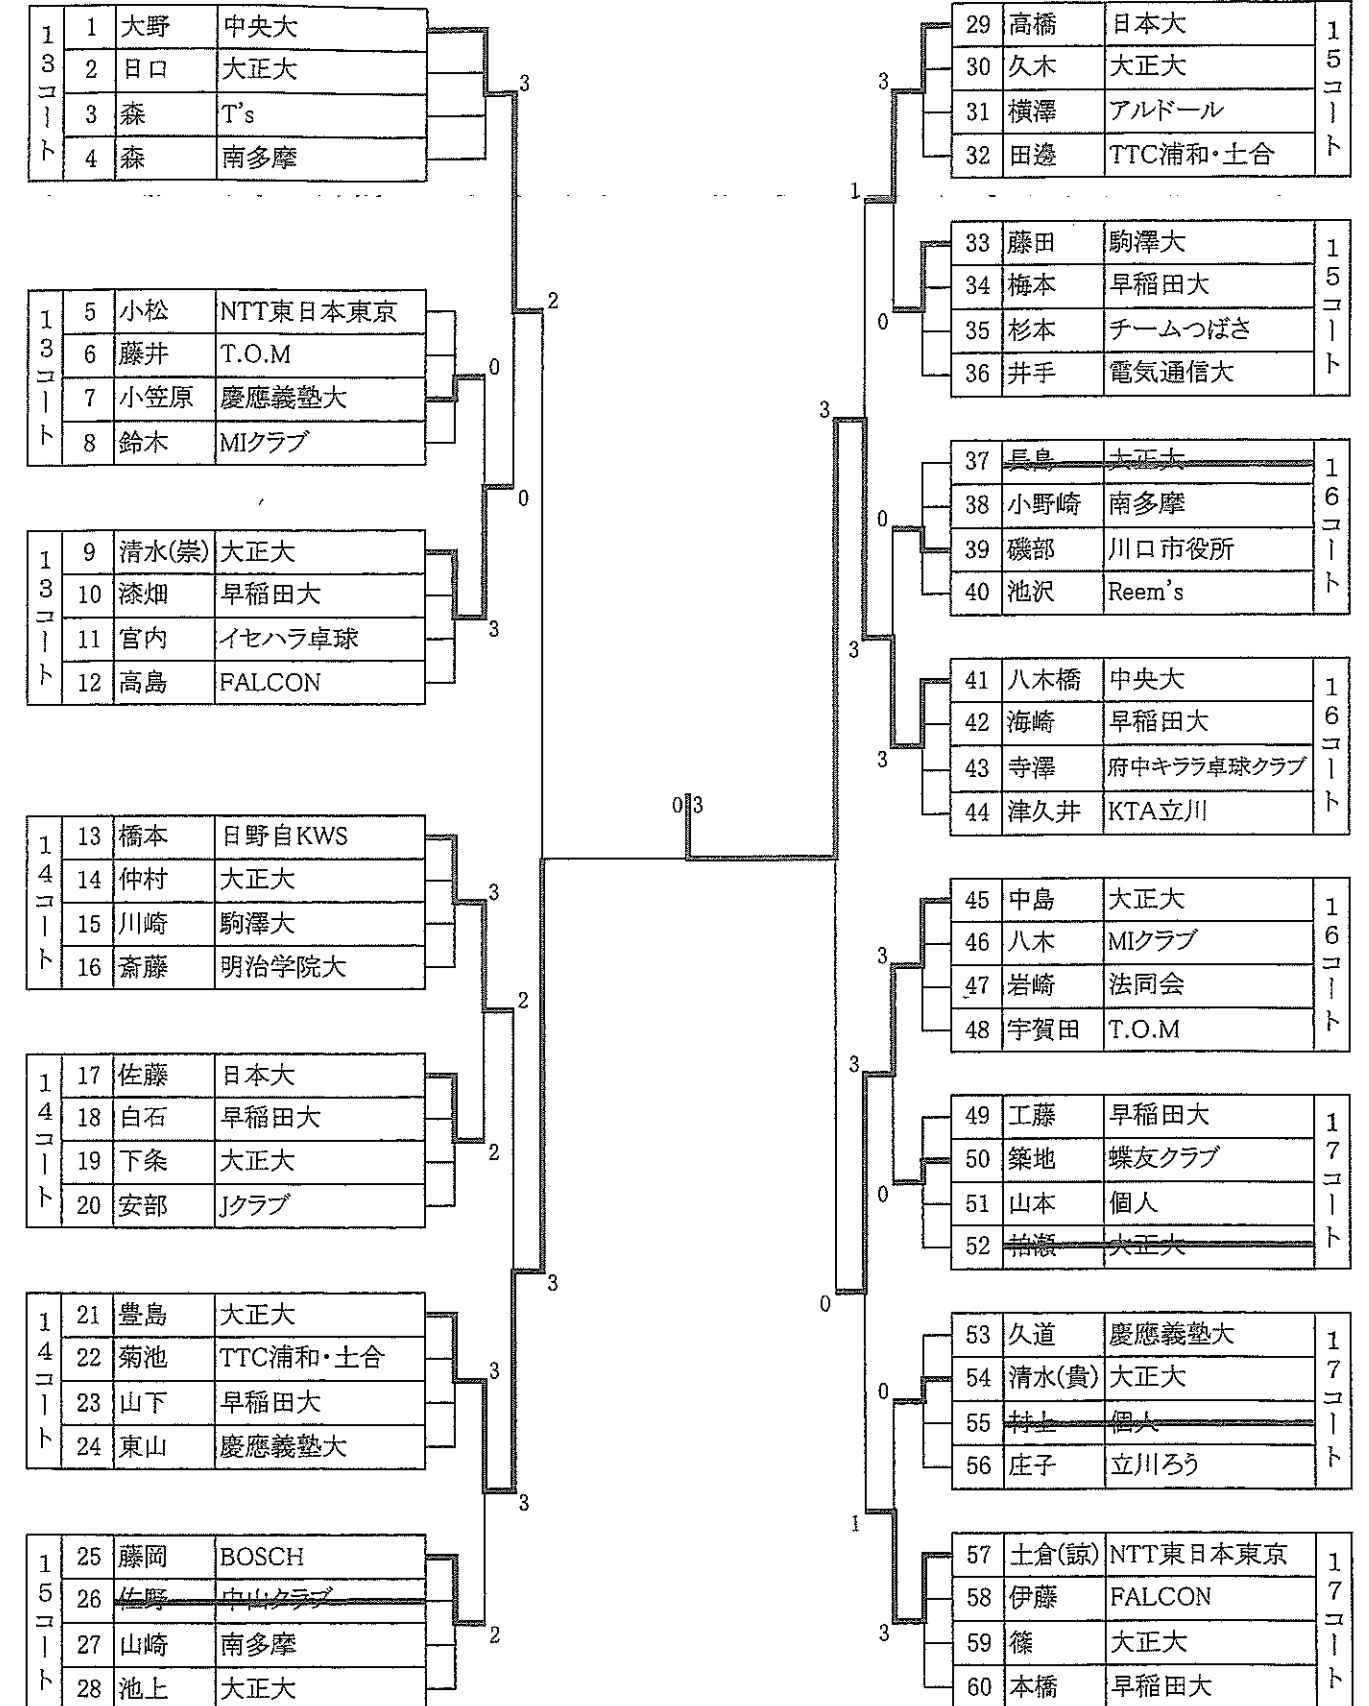 13コート
1 大野 中央大
2 日口 大正大
3 森 T's
4 森 南多摩
3
2
13コート
5 小松 NTT東日本東京
6 藤井 T.O.M
7 小笠原 慶應義塾大
8 鈴木 MIクラブ
0
0
13コート
9 清水(崇) 大正大
10 漆畑 早稲田大
11 宮内 イセハラ卓球
12 高島 FALCON
3
14コート
13 橋本 日野自KWS
14 仲村 大正大
15 川崎 駒澤大
16 斎藤 明治学院大
3
2
14コート
17 佐藤 日本大
18 白石 早稲田大
19 下条 大正大
20 安部 Jクラブ
2
3
14コート
21 豊島 大正大
22 菊池 TTC浦和・土合
23 山下 早稲田大
24 東山 慶應義塾大
3
3
15コート
25 藤岡 BOSCH
26 佐野 中山クラブ
27 山崎 南多摩
28 池上 大正大
2
0 3
15コート
29 高橋 日本大
30 久木 大正大
31 横澤 アルドール
32 田邊 TTC浦和・土合
3
1
15コート
33 藤田 駒澤大
34 梅本 早稲田大
35 杉本 チームつばさ
36 井手 電気通信大
0
3
16コート
37 長島 大正大
38 小野崎 南多摩
39 磯部 川口市役所
40 池沢 Reem's
0
3
16コート
41 八木橋 中央大
42 海崎 早稲田大
43 寺澤 府中キララ卓球クラブ
44 津久井 KTA立川
3
16コート
45 中島 大正大
46 八木 MIクラブ
47 岩崎 法同会
48 宇賀田 T.O.M
3
3
17コート
49 工藤 早稲田大
50 築地 蝶友クラブ
51 山本 個人
52 柏瀬 大正大
0
0
17コート
53 久道 慶應義塾大
54 清水(貴) 大正大
55 村上 個人
56 庄子 立川ろう
0
1
17コート
57 土倉(諒) NTT東日本東京
58 伊藤 FALCON
59 篠 大正大
60 本橋 早稲田大
3